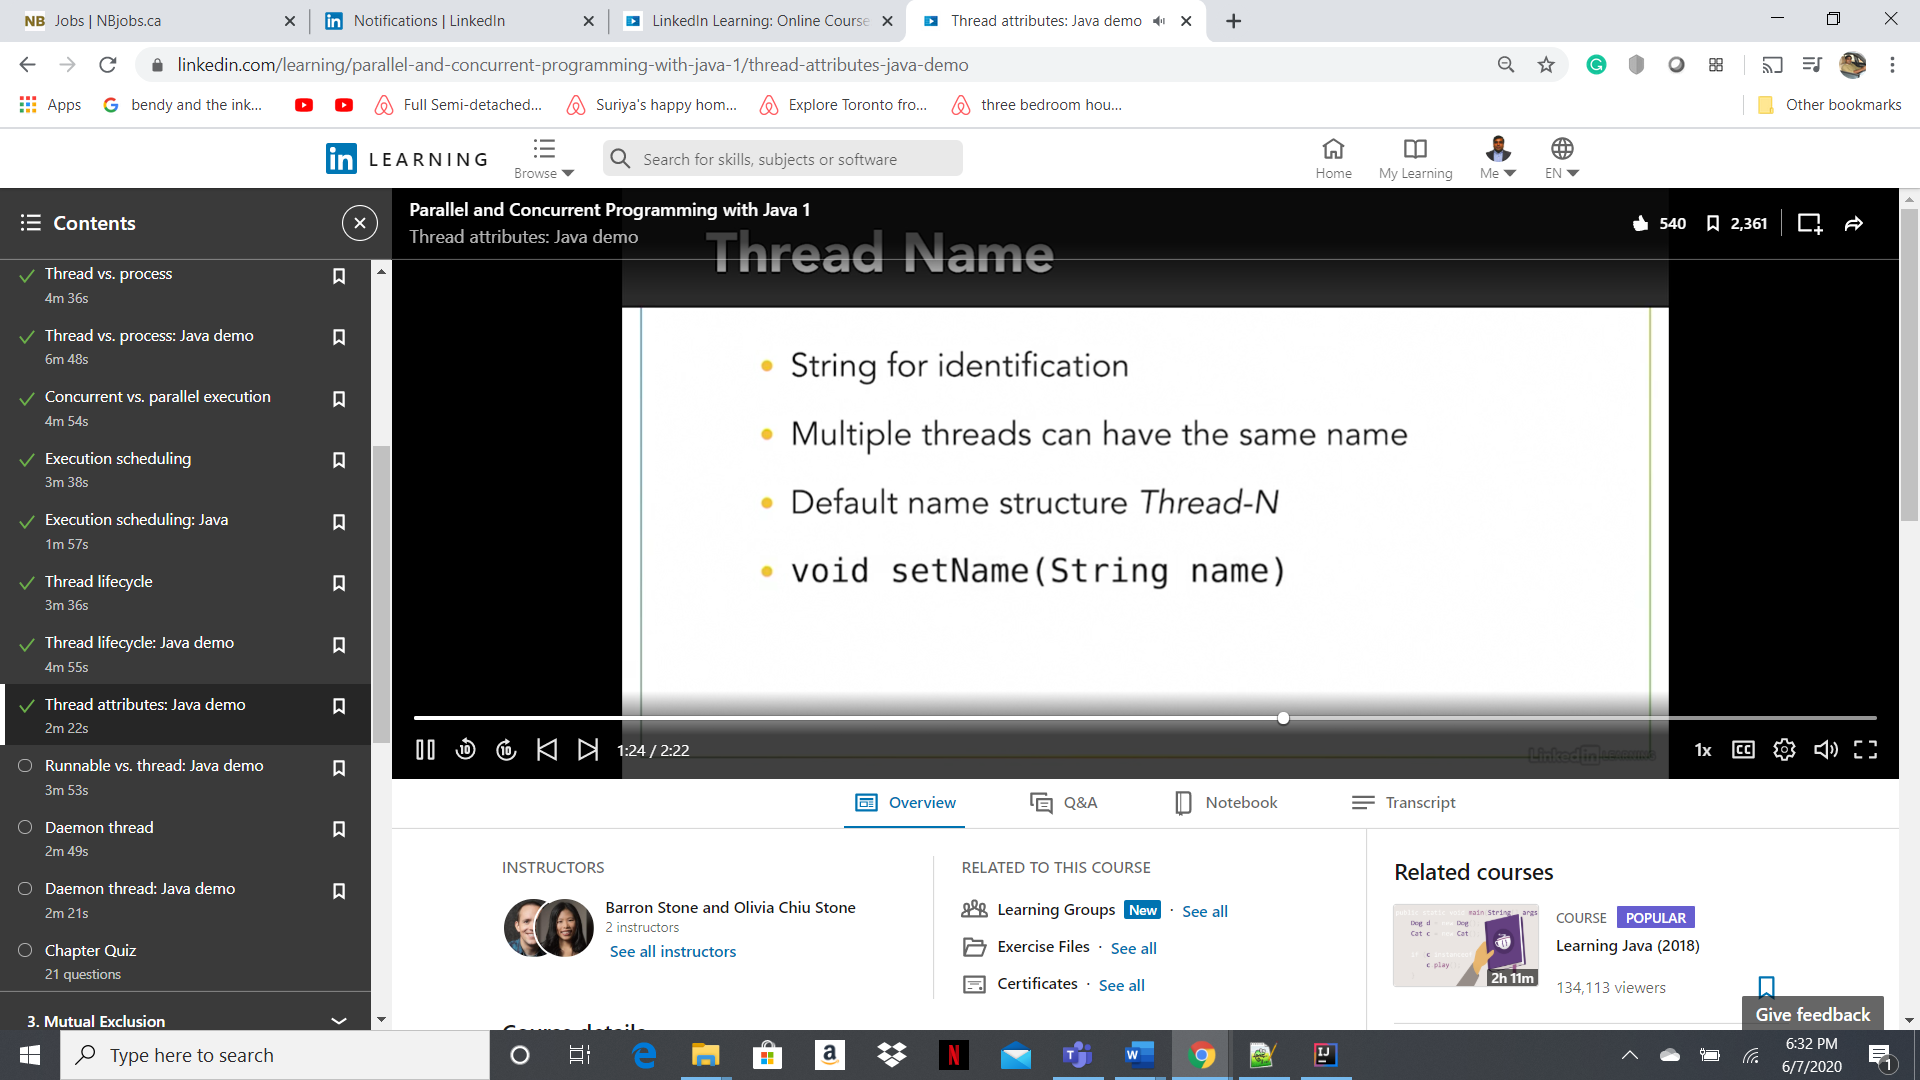 NB Jobs | NBjobs.ca
Notifications | LinkedIn
LinkedIn Learning: Online Course
Thread attributes: Java demo
linkedin.com/learning/parallel-and-concurrent-programming-with-java-1/thread-attributes-java-demo
Apps
bendy and the ink...
Full Semi-detached...
Suriya's happy hom...
Explore Toronto fro...
three bedroom hou...
Other bookmarks
in LEARNING
Browse
Search for skills, subjects or software
Home
My Learning
Me
EN
Contents
Thread vs. process
4m 36s
Thread vs. process: Java demo
6m 48s
Concurrent vs. parallel execution
4m 54s
Execution scheduling
3m 38s
Execution scheduling: Java
1m 57s
Thread lifecycle
3m 36s
Thread lifecycle: Java demo
4m 55s
Thread attributes: Java demo
2m 22s
Runnable vs. thread: Java demo
3m 53s
Daemon thread
2m 49s
Daemon thread: Java demo
2m 21s
Chapter Quiz
21 questions
3. Mutual Exclusion
Parallel and Concurrent Programming with Java 1
Thread attributes: Java demo
540
2,361
Thread Name
• String for identification
• Multiple threads can have the same name
• Default name structure Thread-N
• void setName(String name)
LinkedIn LEARNING
10
10
1:24 / 2:22
1x
CC
Overview
Q&A
Notebook
Transcript
INSTRUCTORS
Barron Stone and Olivia Chiu Stone
2 instructors
See all instructors
RELATED TO THIS COURSE
Learning Groups New · See all
Exercise Files · See all
Certificates · See all
Course details
Related courses
2h 11m
COURSE POPULAR
Learning Java (2018)
134,113 viewers
Give feedback
Type here to search
6:32 PM
6/7/2020
1